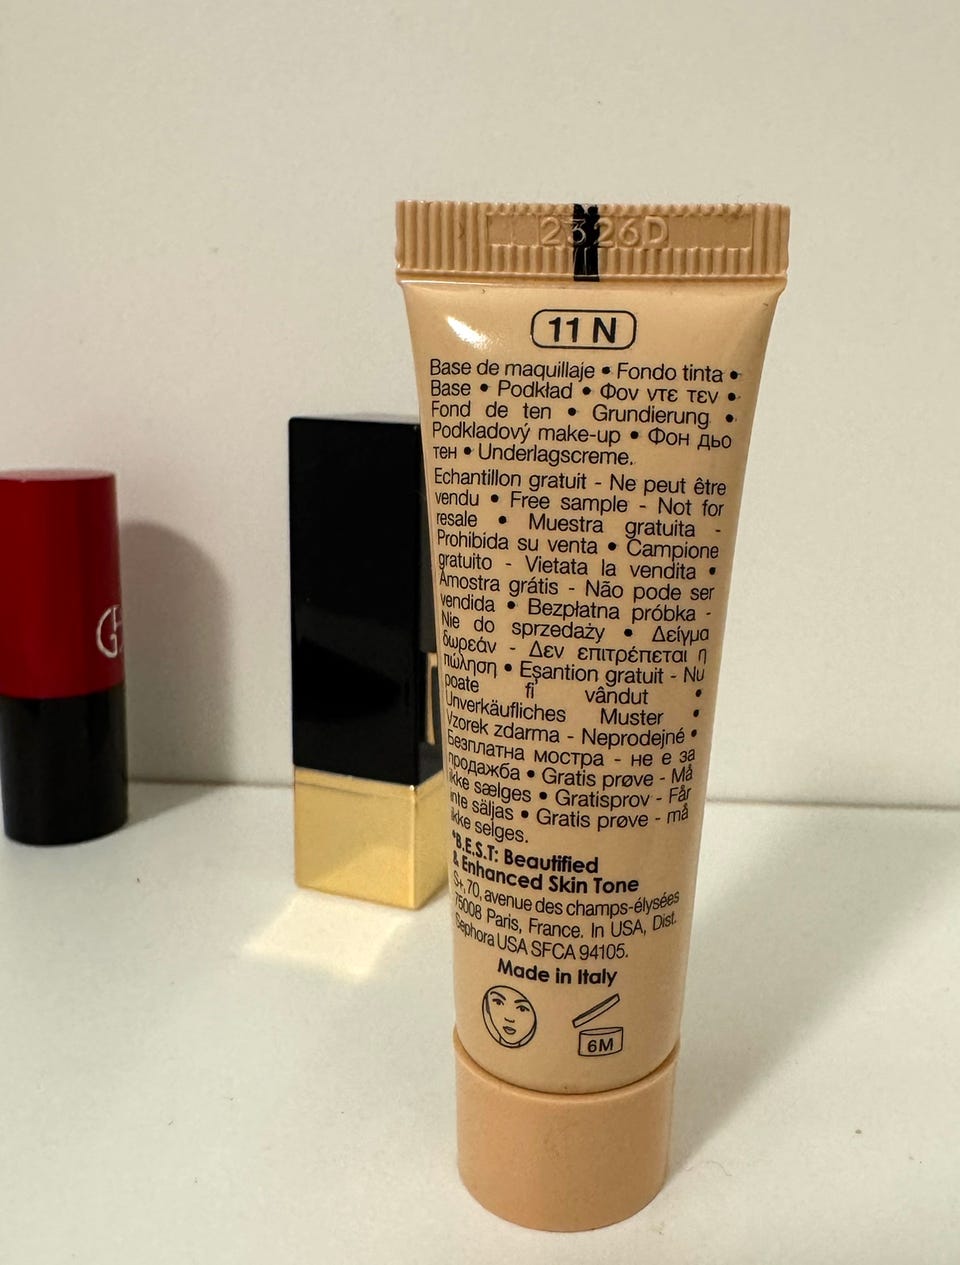 2326D
11 N
Base de maquillaje • Fondo tinta •
Base • Podkład • Φον ντε τεν •
Fond de ten • Grundierung •
Podkladový make-up • Фон дьо
тен • Underlagscreme.
Echantillon gratuit - Ne peut être
vendu • Free sample - Not for
resale • Muestra gratuita -
Prohibida su venta • Campione
gratuito - Vietata la vendita •
Amostra grátis - Não pode ser
vendida • Bezpłatna próbka -
Nie do sprzedaży • Δείγμα
δωρεάν - Δεν επιτρέπεται η
πώληση • Eşantion gratuit - Nu
poate fi vândut •
Unverkäufliches Muster •
Vzorek zdarma - Neprodejné •
Безплатна мостра - не е за
продажба • Gratis prøve - Må
ikke sælges • Gratisprov - Får
inte säljas • Gratis prøve - må
ikke selges.
*B.E.S.T: Beautified
& Enhanced Skin Tone
S+, 70, avenue des champs-élysées
75008 Paris, France. In USA, Dist.
Sephora USA SFCA 94105.
Made in Italy
6M